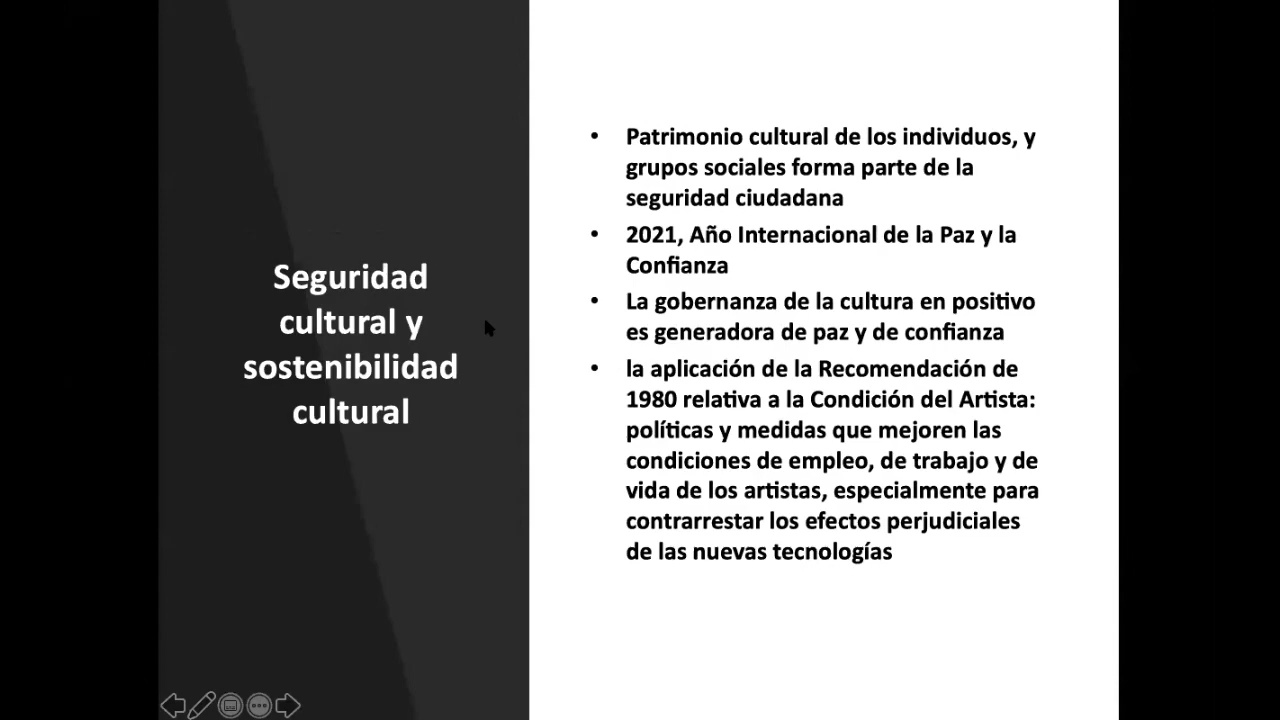 Seguridad
cultural y
sostenibilidad
cultural
• Patrimonio cultural de los individuos, y
grupos sociales forma parte de la
seguridad ciudadana
• 2021, Año Internacional de la Paz y la
Confianza
• La gobernanza de la cultura en positivo
es generadora de paz y de confianza
• la aplicación de la Recomendación de
1980 relativa a la Condición del Artista:
políticas y medidas que mejoren las
condiciones de empleo, de trabajo y de
vida de los artistas, especialmente para
contrarrestar los efectos perjudiciales
de las nuevas tecnologías